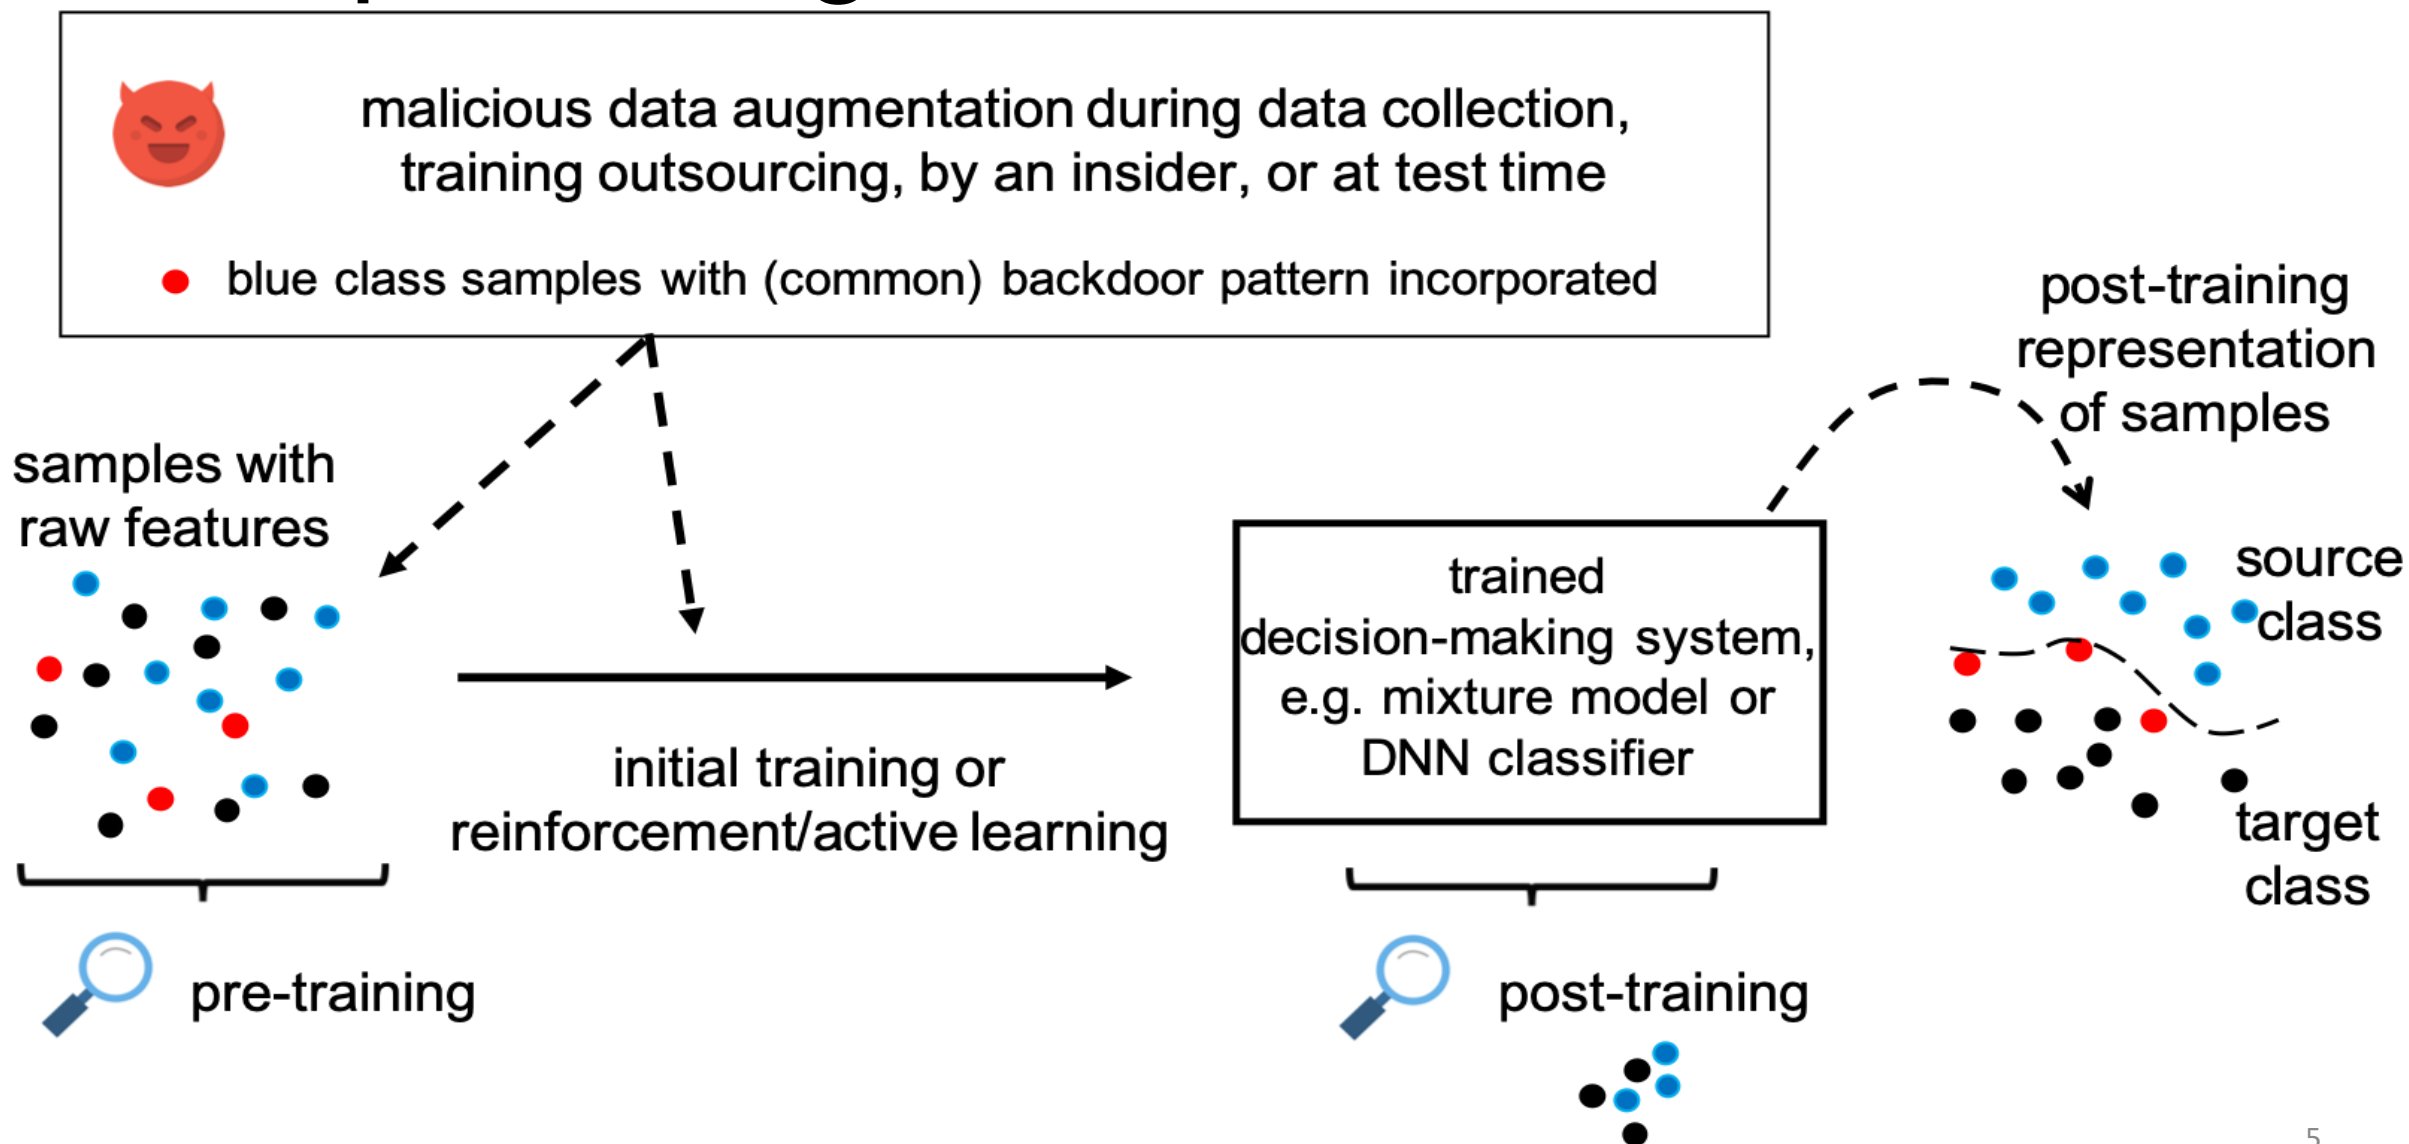 malicious data augmentation during data collection,
training outsourcing, by an insider, or at test time
blue class samples with (common) backdoor pattern incorporated
post-training
representation
of samples
samples with
raw features
trained
decision-making system,
e.g. mixture model or
DNN classifier
source
class
initial training or
reinforcement/active learning
target
class
pre-training
post-training
5